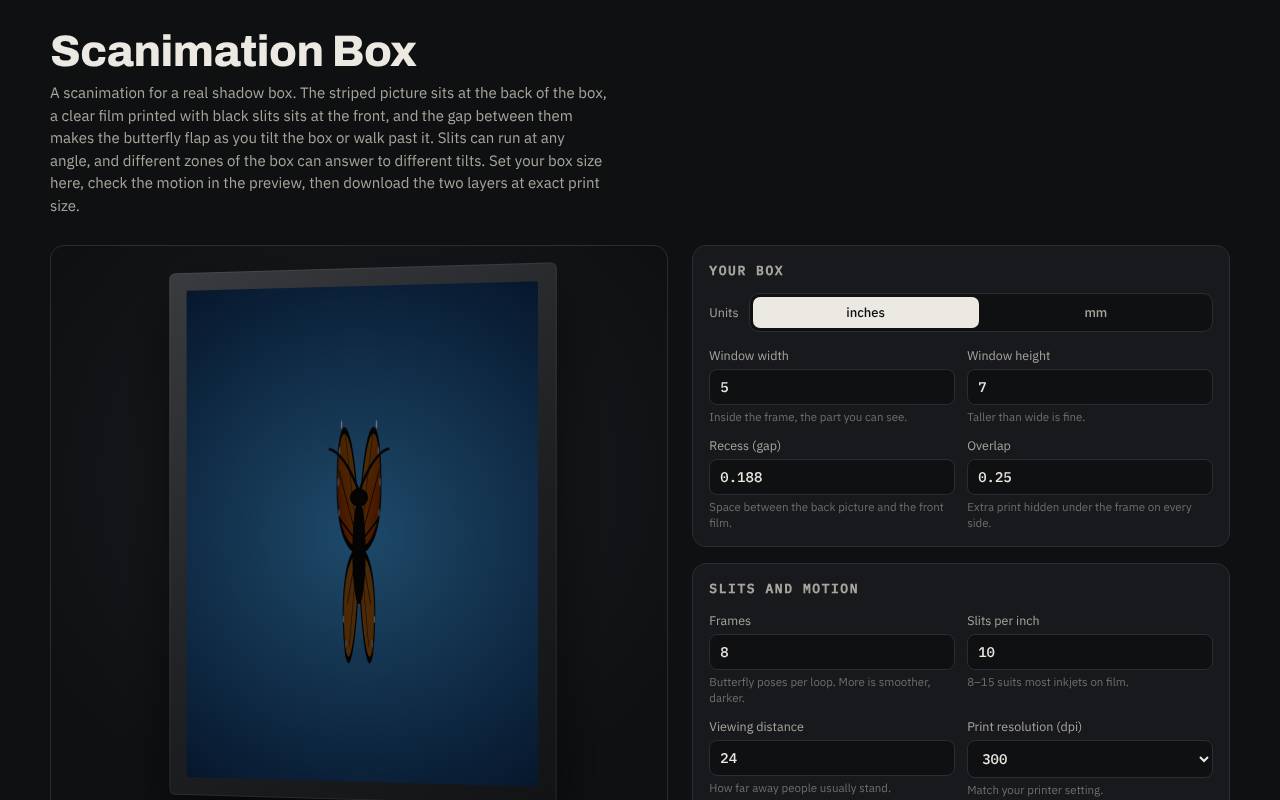 Scanimation Box
A scanimation for a real shadow box. The striped picture sits at the back of the box,
a clear film printed with black slits sits at the front, and the gap between them
makes the butterfly flap as you tilt the box or walk past it. Slits can run at any
angle, and different zones of the box can answer to different tilts. Set your box size
here, check the motion in the preview, then download the two layers at exact print
size.
YOUR BOX
Units inches mm
Window width Window height
5 7
Inside the frame, the part you can see. Taller than wide is fine.
Recess (gap) Overlap
0.188 0.25
Space between the back picture and the front Extra print hidden under the frame on every
film. side.
SLITS AND MOTION
Frames Slits per inch
8 10
Butterfly poses per loop. More is smoother, 8–15 suits most inkjets on film.
darker.
Viewing distance Print resolution (dpi)
24 300
How far away people usually stand. Match your printer setting.